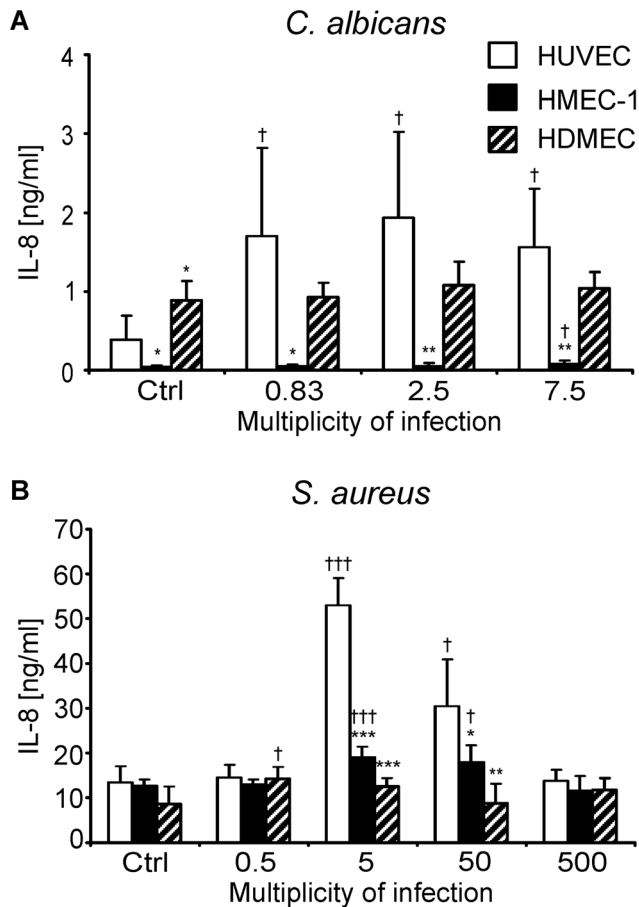 A
C. albicans
HUVEC
HMEC-1
HDMEC
IL-8 [ng/ml]
4
3
2
1
0
†
†
†
*
*
*
**
†
**
Ctrl
0.83
2.5
7.5
Multiplicity of infection
B
S. aureus
IL-8 [ng/ml]
70
60
50
40
30
20
10
0
†
†††
†††
***
***
†
†
*
**
Ctrl
0.5
5
50
500
Multiplicity of infection